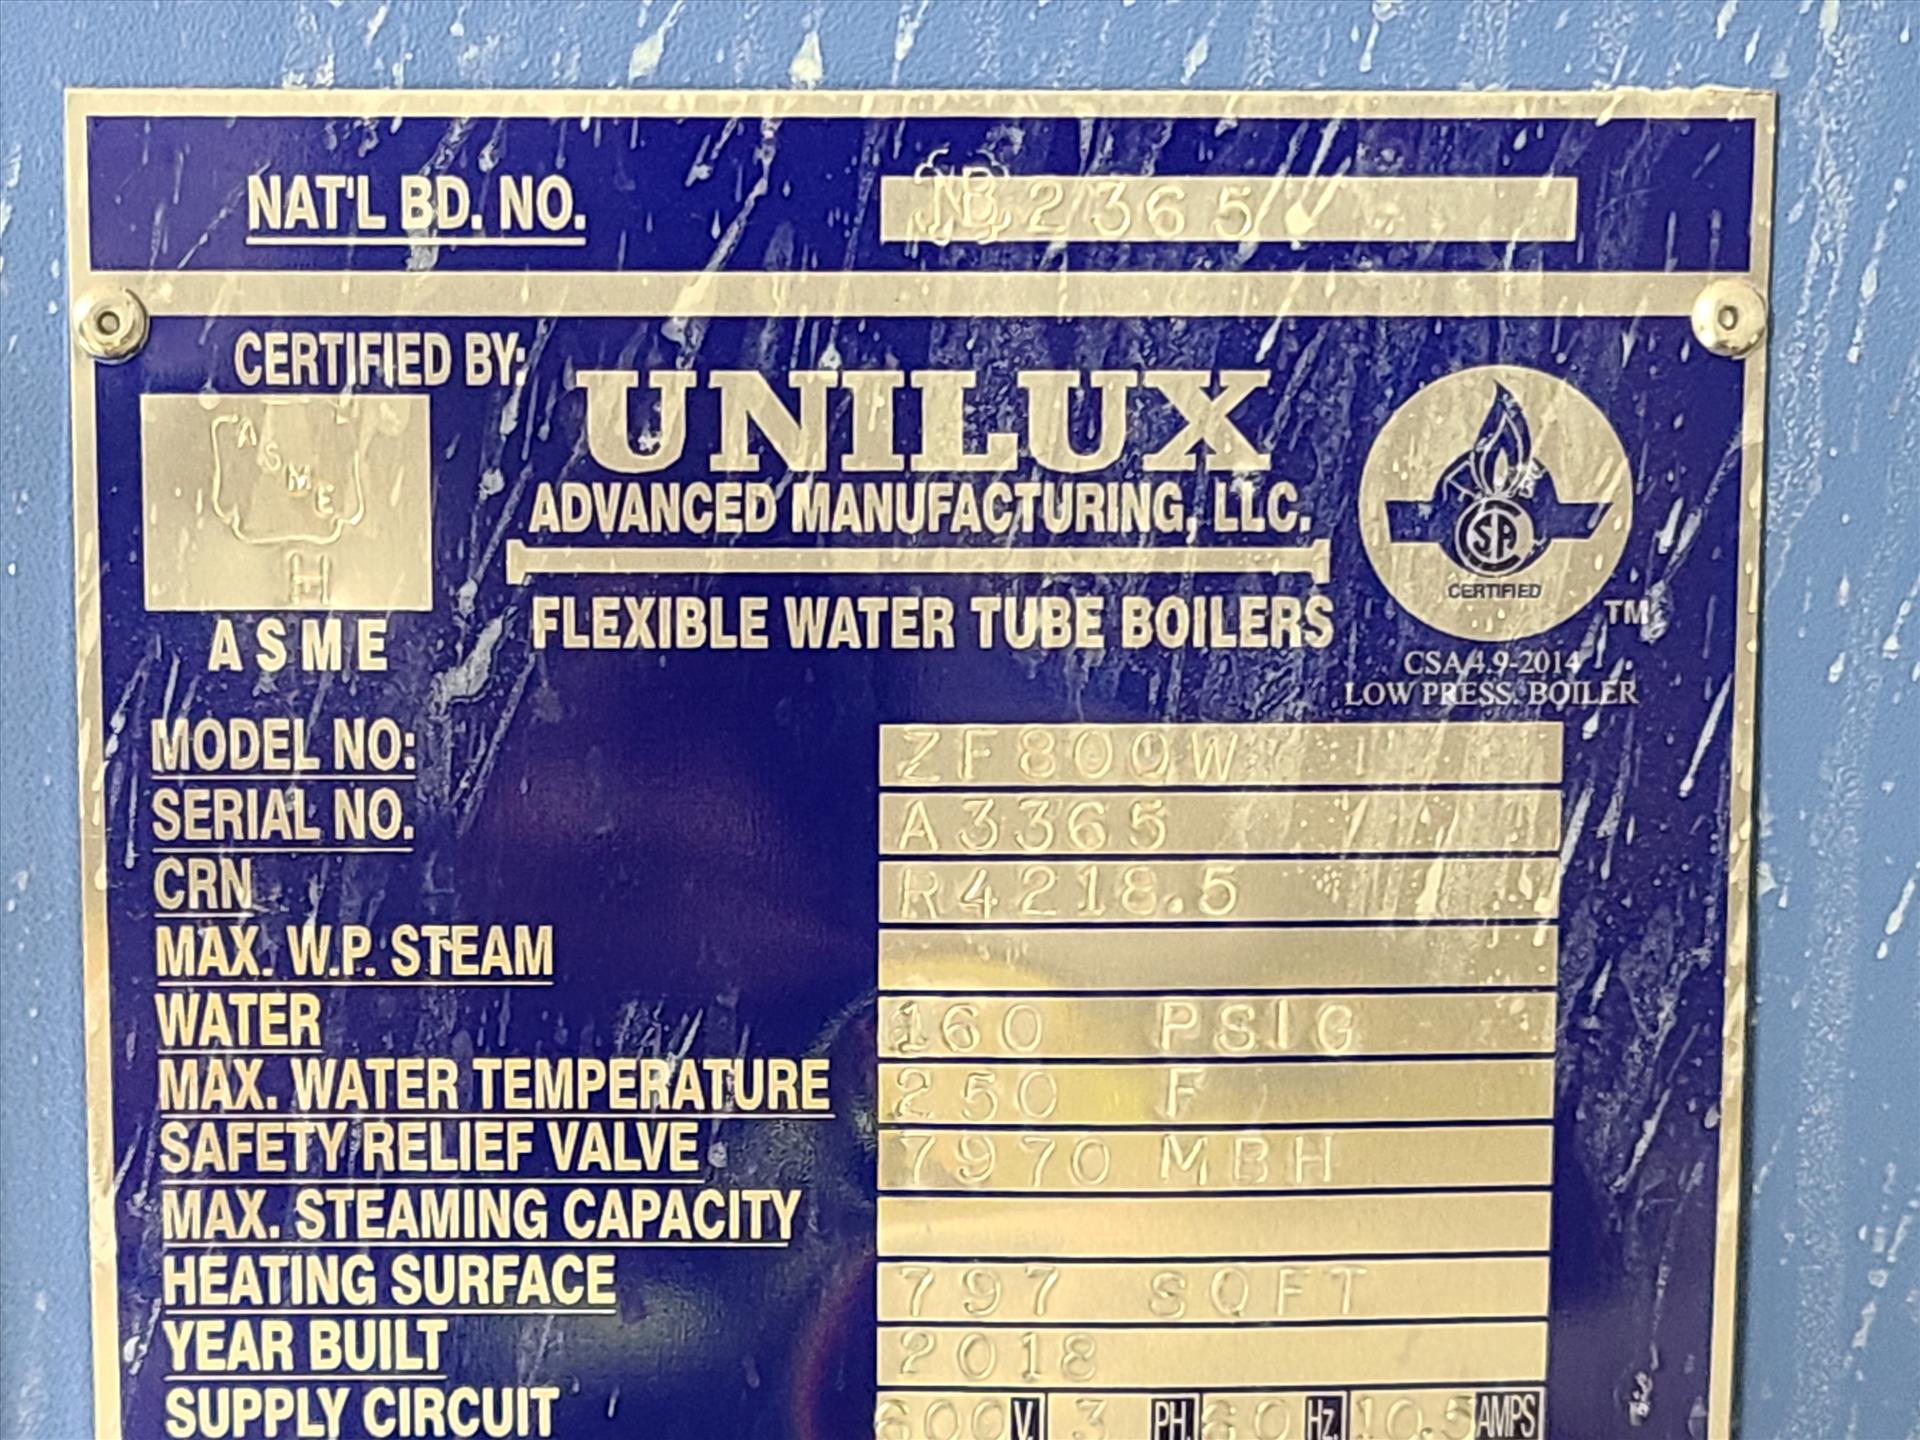 NAT'L BD. NO. NB 2365
CERTIFIED BY:
ASME
H
ASME
UNILUX
ADVANCED MANUFACTURING, LLC.
FLEXIBLE WATER TUBE BOILERS
CSA
CERTIFIED
TM
CSA 4.9-2014
LOW PRESS. BOILER
MODEL NO: ZF800W
SERIAL NO. A3365
CRN R4218.5
MAX. W.P. STEAM
WATER 160 PSIG
MAX. WATER TEMPERATURE 250 F
SAFETY RELIEF VALVE 7970 MBH
MAX. STEAMING CAPACITY
HEATING SURFACE 797 SQFT
YEAR BUILT 2018
SUPPLY CIRCUIT 600 V. 3 PH. 60 Hz. 10.5 AMPS